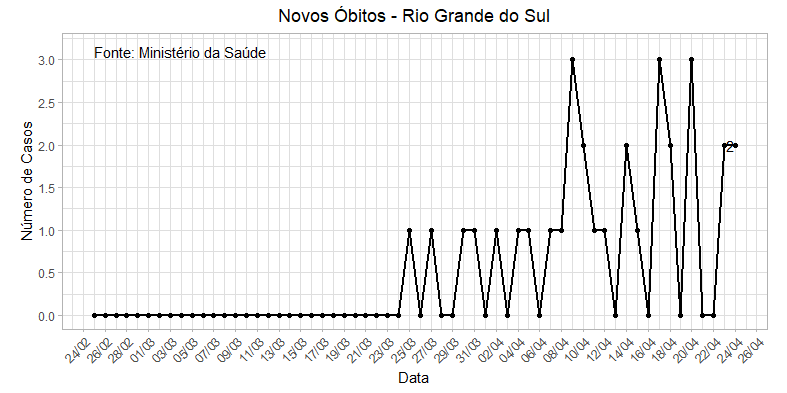 Novos Óbitos - Rio Grande do Sul
Fonte: Ministério da Saúde
Número de Casos
3.0
2.5
2.0
1.5
1.0
0.5
0.0
2
24/02 26/02 28/02 01/03 03/03 05/03 07/03 09/03 11/03 13/03 15/03 17/03 19/03 21/03 23/03 25/03 27/03 29/03 31/03 02/04 04/04 06/04 08/04 10/04 12/04 14/04 16/04 18/04 20/04 22/04 24/04 26/04
Data